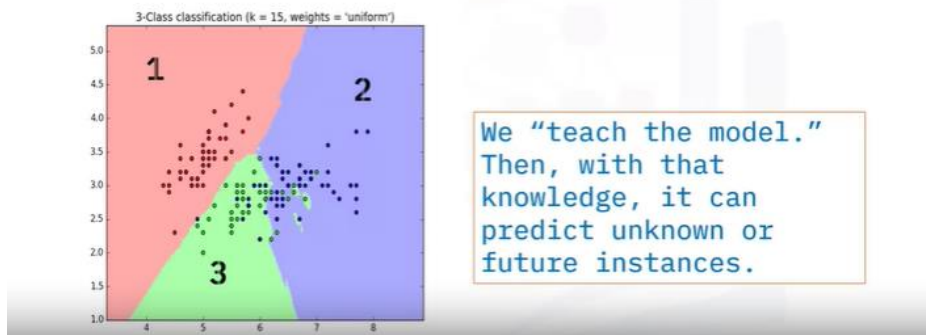 3-Class classification (k = 15, weights = 'uniform')
5.0
4.5
4.0
3.5
3.0
2.5
2.0
1.5
1.0
4
5
6
7
8
1
2
3
We “teach the model.”
Then, with that
knowledge, it can
predict unknown or
future instances.